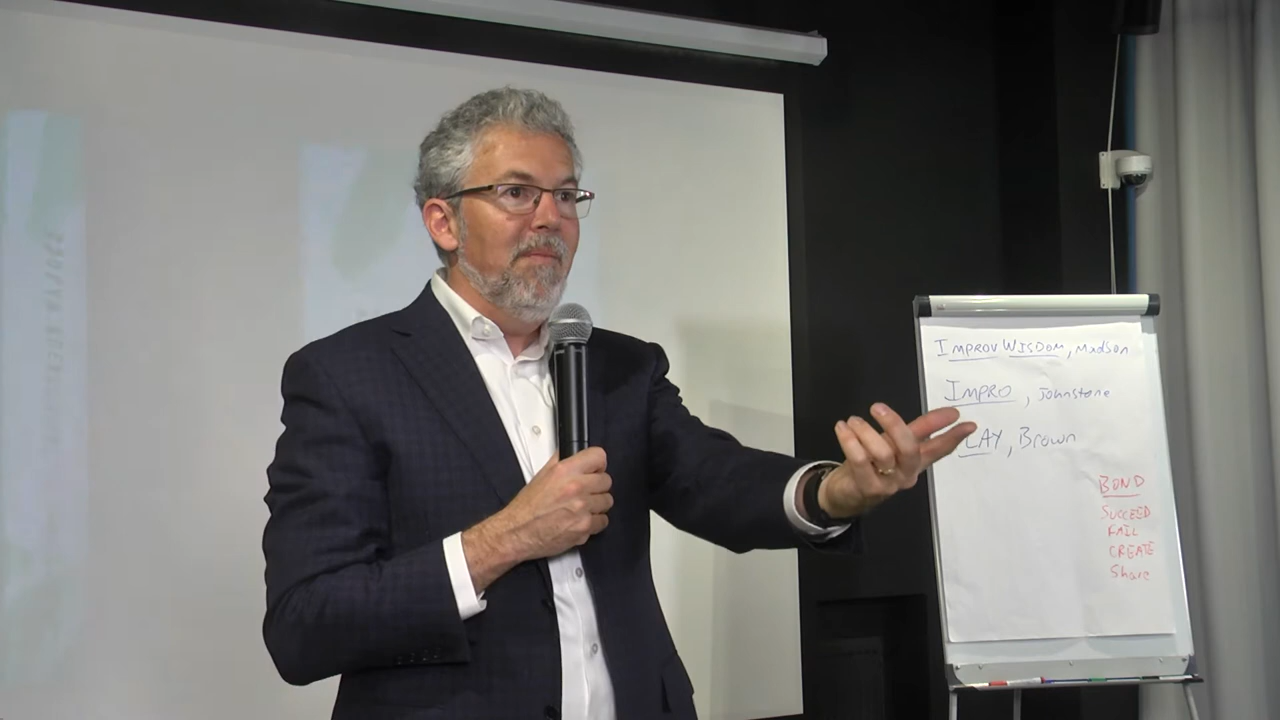 IMPROV WISDOM, Madson
IMPRO, Johnstone
LAY, Brown
BOND
SUCCEED
FAIL
CREATE
Share